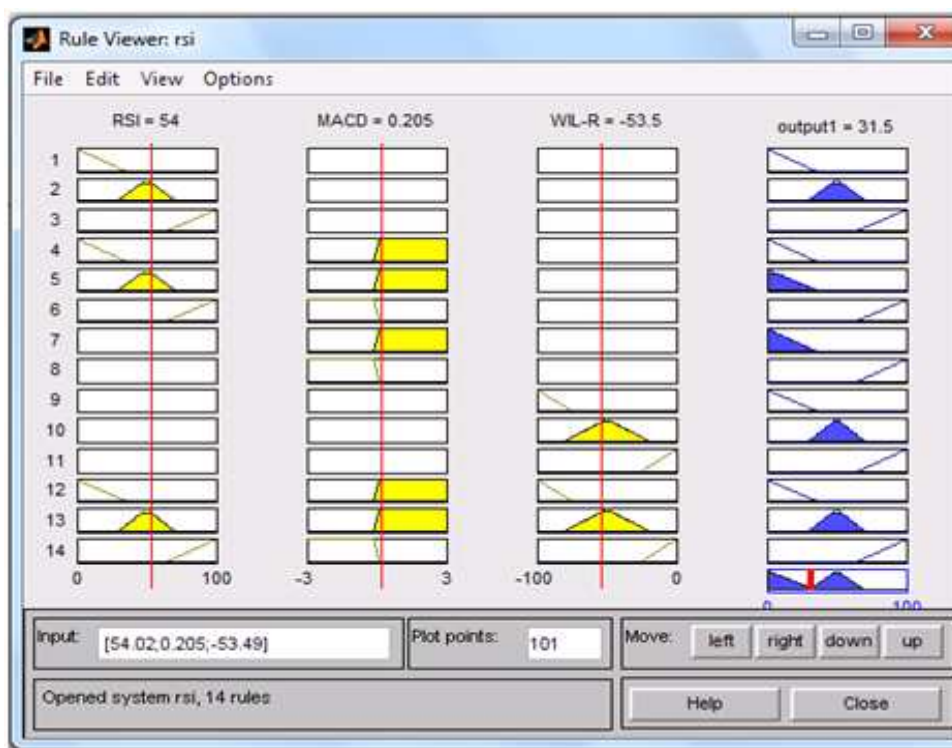 Rule Viewer: rsi
File Edit View Options
RSI = 54 MACD = 0.205 WIL-R = -53.5 output1 = 31.5
1
2
3
4
5
6
7
8
9
10
11
12
13
14
0 100 -3 3 -100 0
0 100
Input: [54.02;0.205;-53.49] Plot points: 101 Move: left right down up
Opened system rsi, 14 rules Help Close